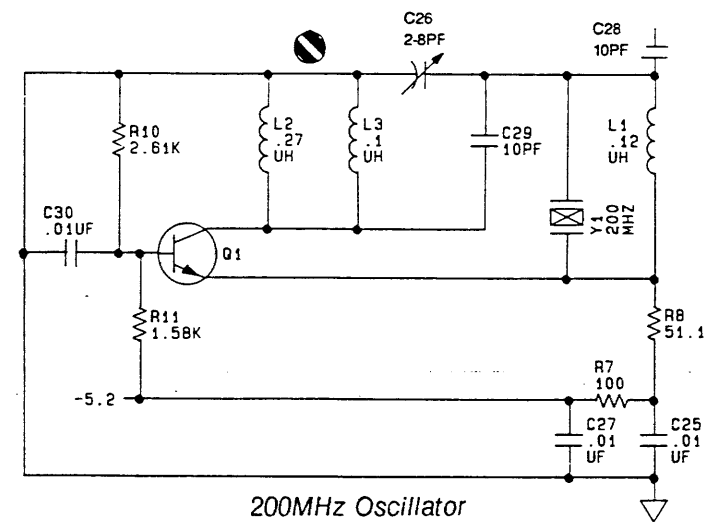 C26
2-8PF
C28
10PF
R10
2.61K
L2
.27
UH
L3
.1
UH
C29
10PF
L1
.12
UH
C30
.01UF
Q1
Y1
200
MHZ
R11
1.58K
R8
51.1
R7
100
-5.2
C27
.01
UF
C25
.01
UF
200MHz Oscillator